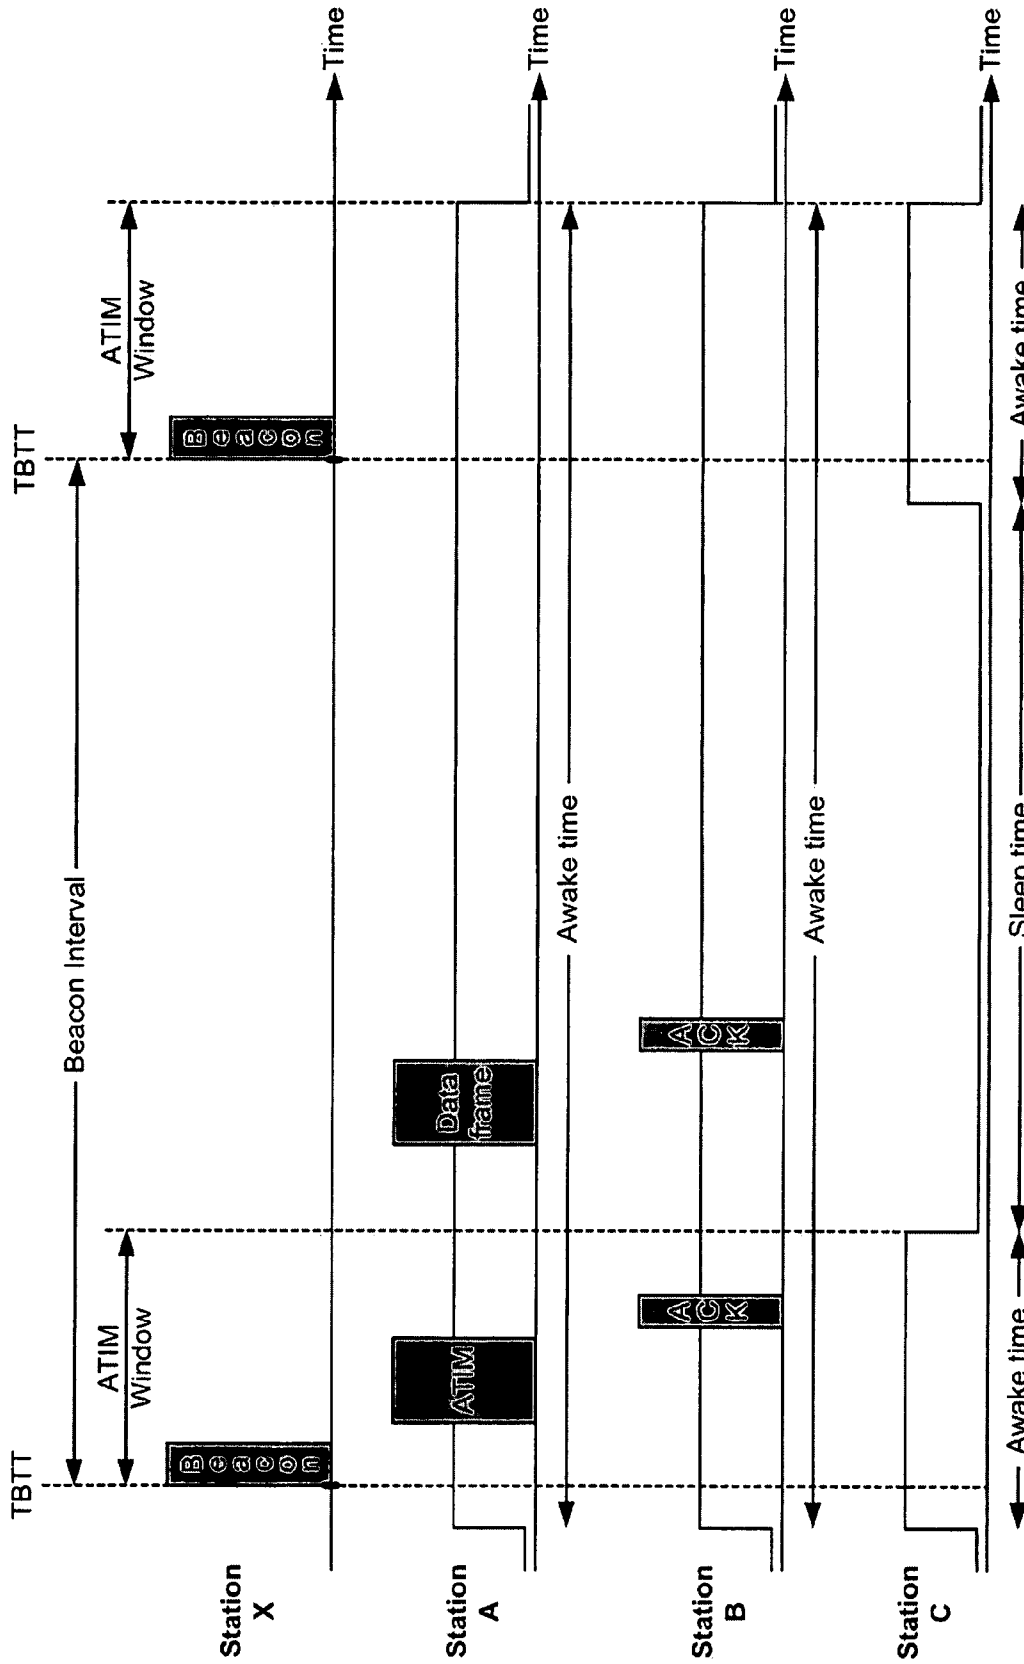 TBTT
TBTT
Beacon Interval
ATIM
Window
ATIM
Window
Station
X
Beacon
Beacon
Time
Station
A
ATIM
Data
frame
Time
Awake time
Station
B
ACK
ACK
Time
Awake time
Station
C
Time
Awake time
Sleep time
Awake time